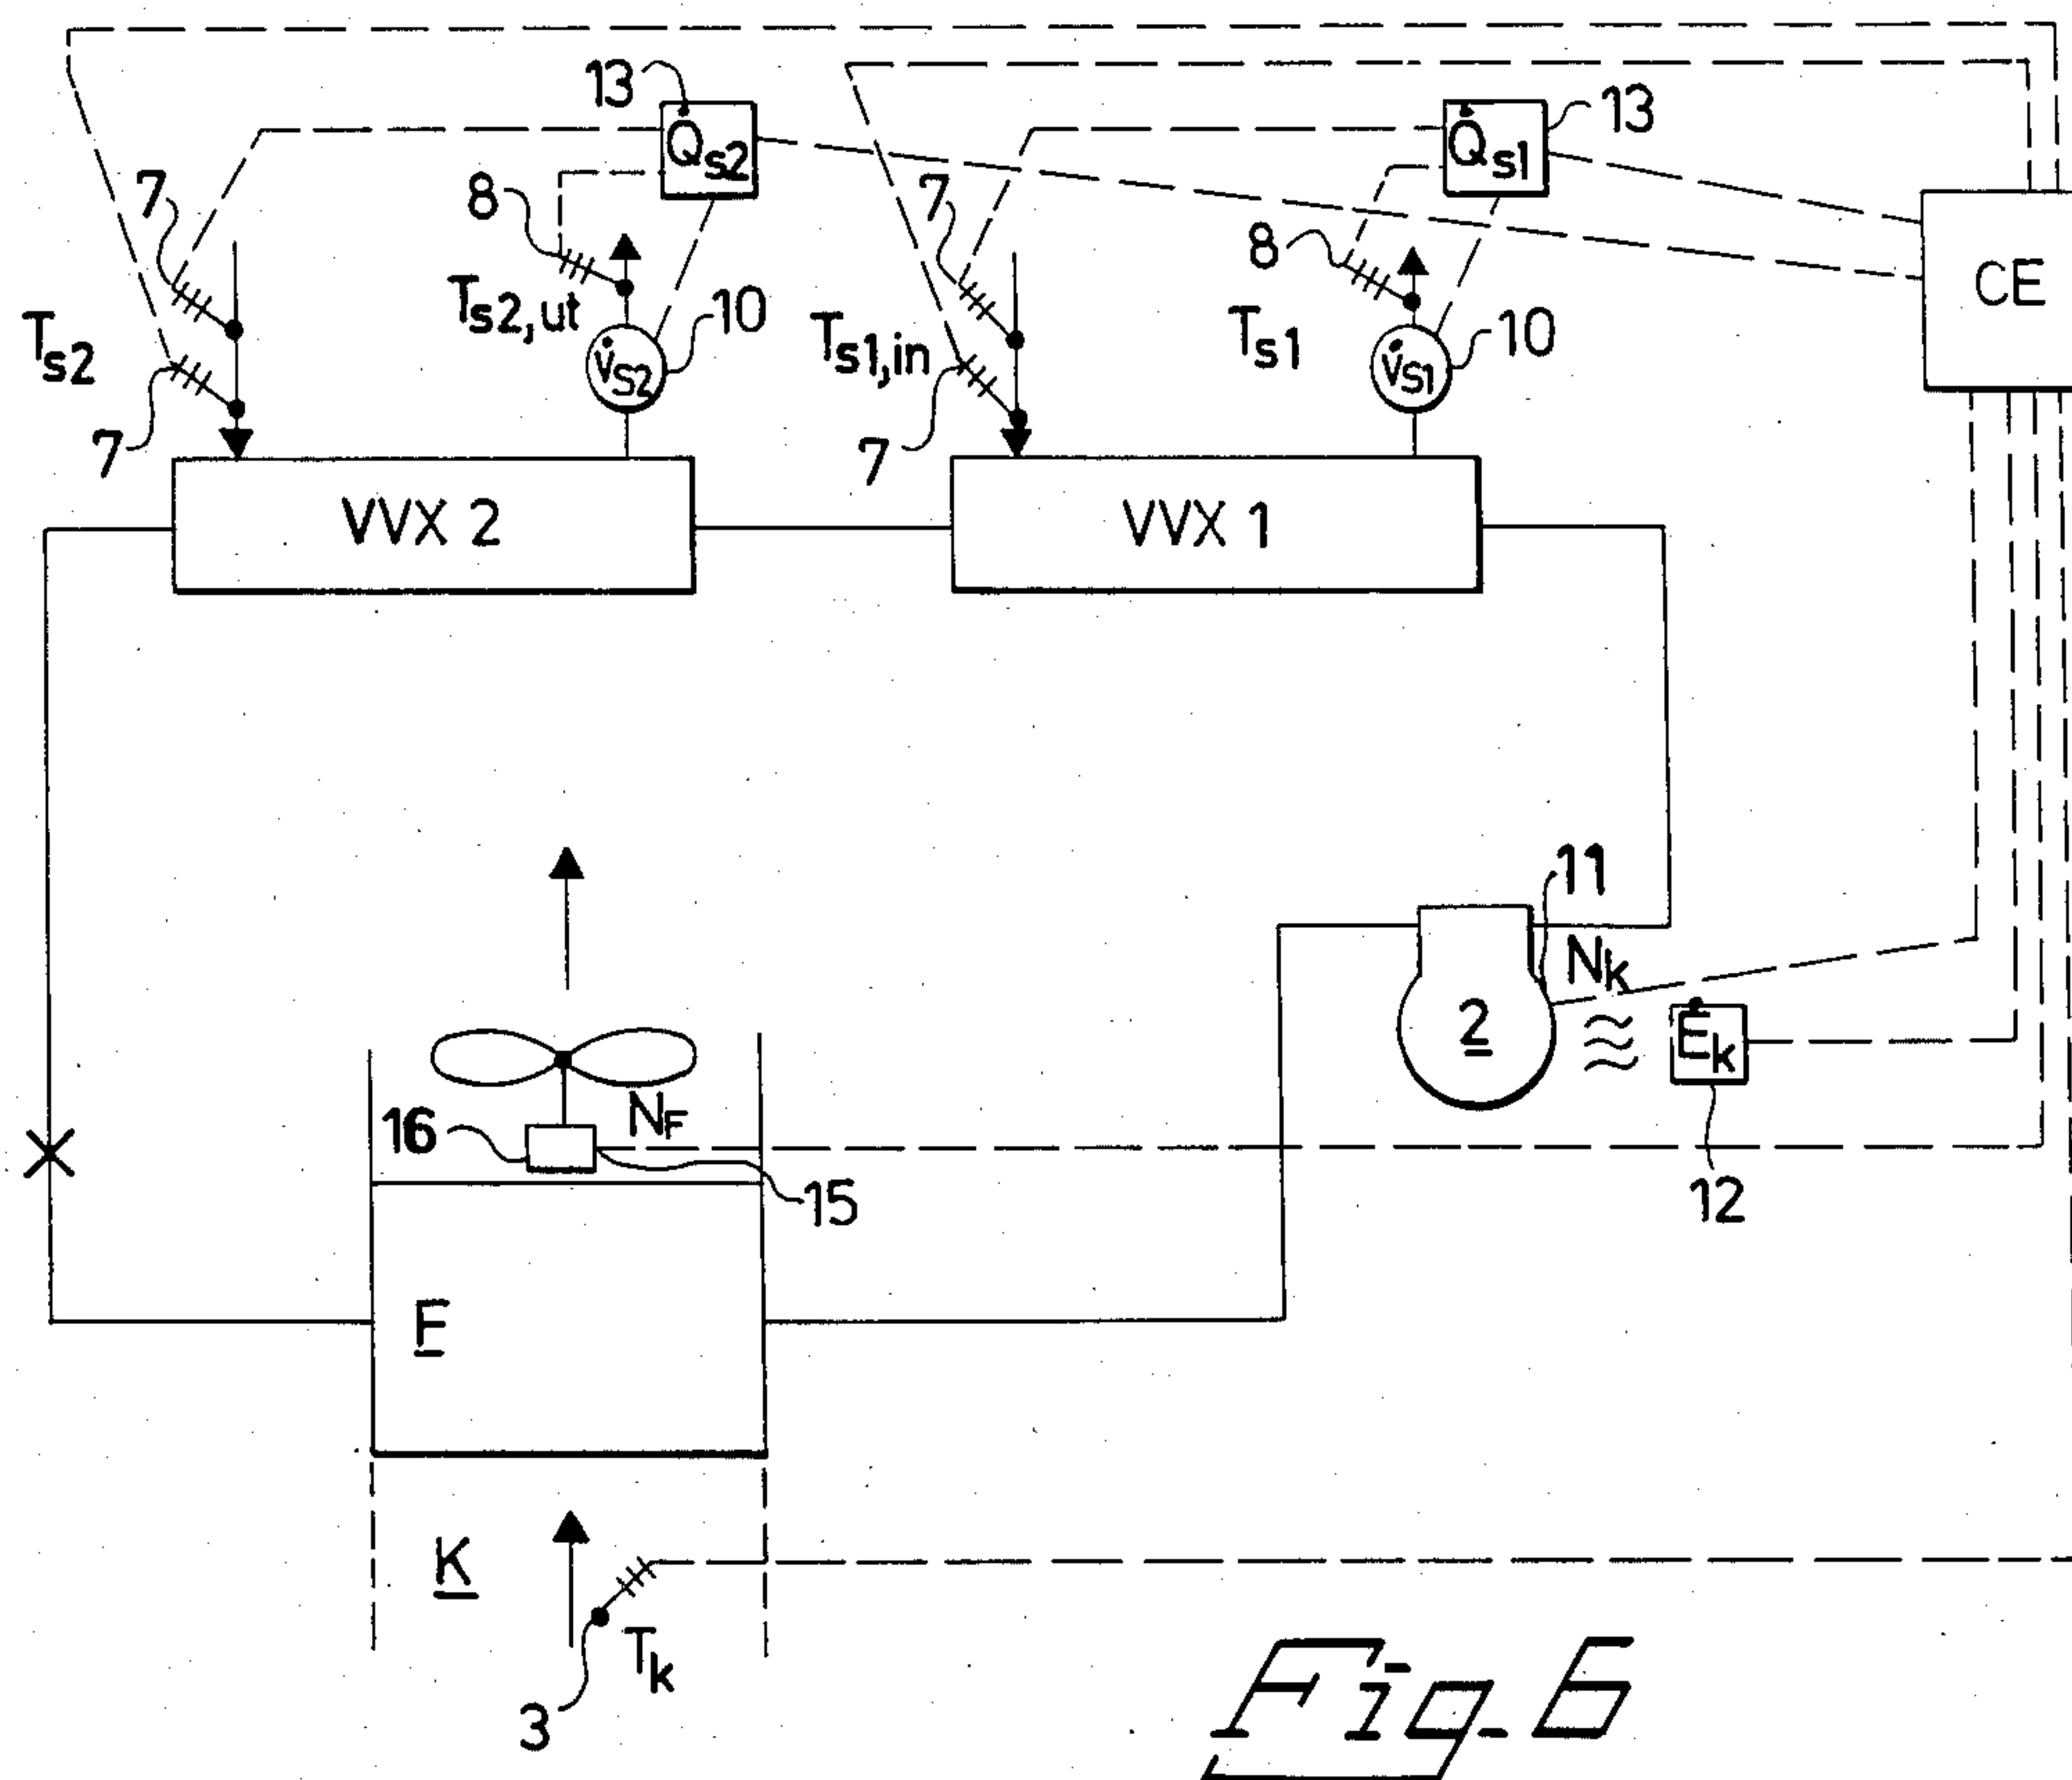 13
Q̇s2
13
Q̇s1
7
8
7
8
CE
Ts2
Ts2,ut
10
V̇s2
Ts1,in
Ts1
10
V̇s1
7
7
VVX 2
VVX 1
11
Nk
2
Ėk
12
16
NF
15
F
K
Tk
3
Fig. 6